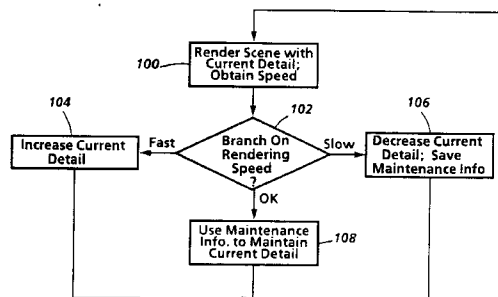 Render Scene with
Current Detail;
Obtain Speed
100
102
104
106
Fast
Branch On
Rendering
Speed
?
Slow
Increase Current
Detail
Decrease Current
Detail; Save
Maintenance Info
OK
Use Maintenance
Info. to Maintain
Current Detail
108